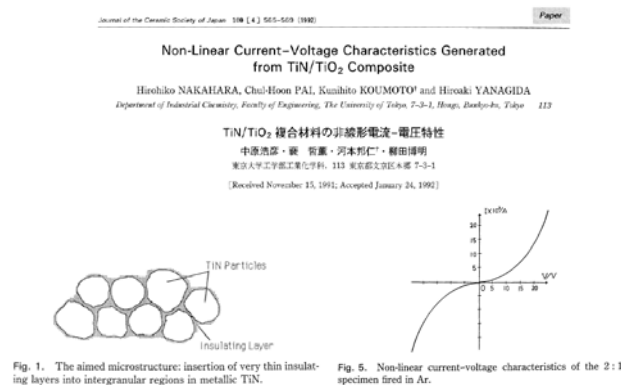 Journal of the Ceramic Society of Japan 100 [4] 565-569 (1992)
Paper
Non-Linear Current-Voltage Characteristics Generated
from TiN/TiO₂ Composite
Hirohiko NAKAHARA, Chul-Hoon PAI, Kunihito KOUMOTO† and Hiroaki YANAGIDA
Department of Industrial Chemistry, Faculty of Engineering, The University of Tokyo, 7-3-1, Hongo, Bunkyo-ku, Tokyo 113
TiN/TiO₂ 複合材料の非線形電流-電圧特性
中原浩彦・裵 哲薫・河本邦仁†・柳田博明
東京大学工学部工業化学科, 113 東京都文京区本郷 7-3-1
[Received November 15, 1991; Accepted January 24, 1992]
TiN Particles
Insulating Layer
Fig. 1. The aimed microstructure: insertion of very thin insulat-
ing layers into intergranular regions in metallic TiN.
20
15
10
5
0 5 10 15 20
V/V
Fig. 5. Non-linear current-voltage characteristics of the 2 : 1
specimen fired in Ar.